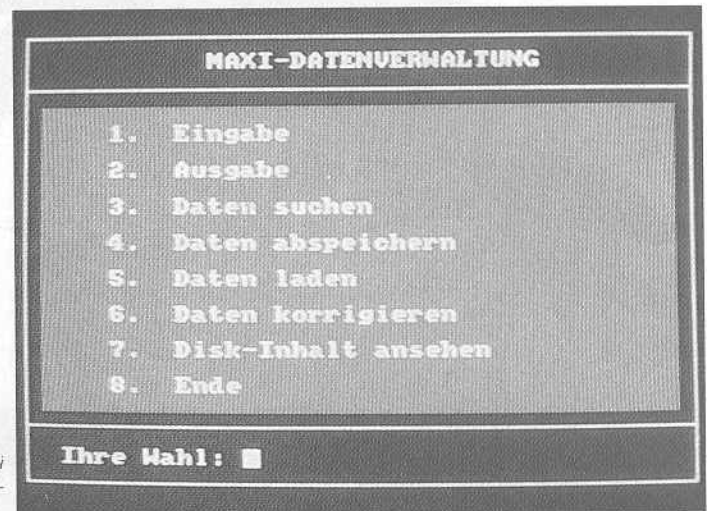 MAXI-DATENVERWALTUNG
1. Eingabe
2. Ausgabe
3. Daten suchen
4. Daten abspeichern
5. Daten laden
6. Daten korrigieren
7. Disk-Inhalt ansehen
8. Ende
Ihre Wahl: